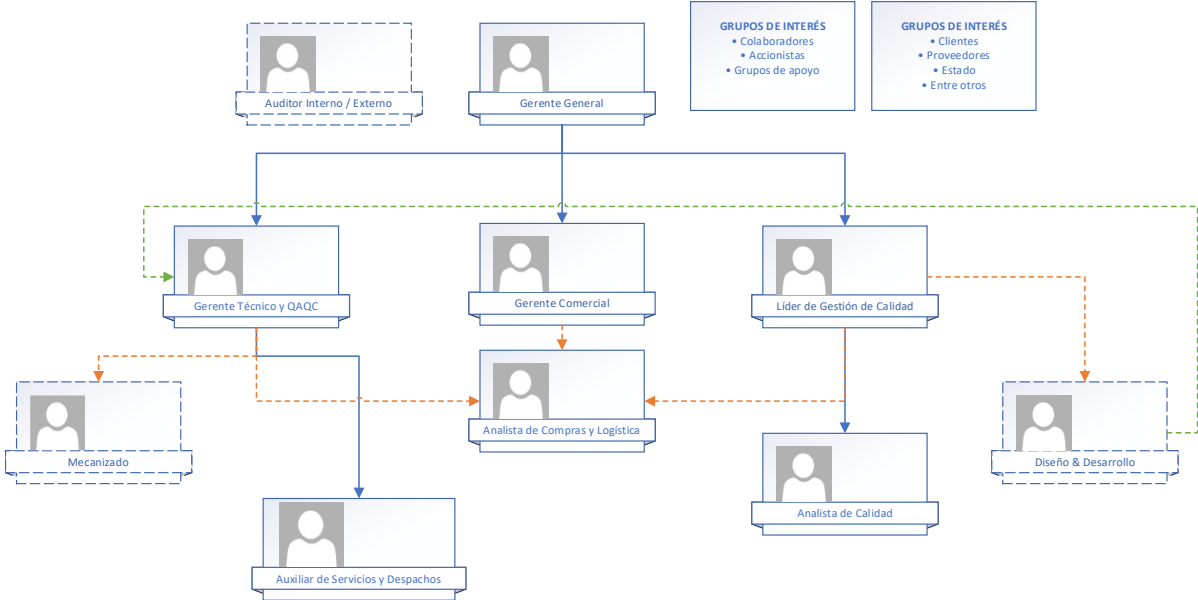 GRUPOS DE INTERÉS
• Colaboradores
• Accionistas
• Grupos de apoyo
GRUPOS DE INTERÉS
• Clientes
• Proveedores
• Estado
• Entre otros
Auditor Interno / Externo
Gerente General
Gerente Técnico y QAQC
Gerente Comercial
Líder de Gestión de Calidad
Analista de Compras y Logística
Mecanizado
Diseño & Desarrollo
Analista de Calidad
Auxiliar de Servicios y Despachos